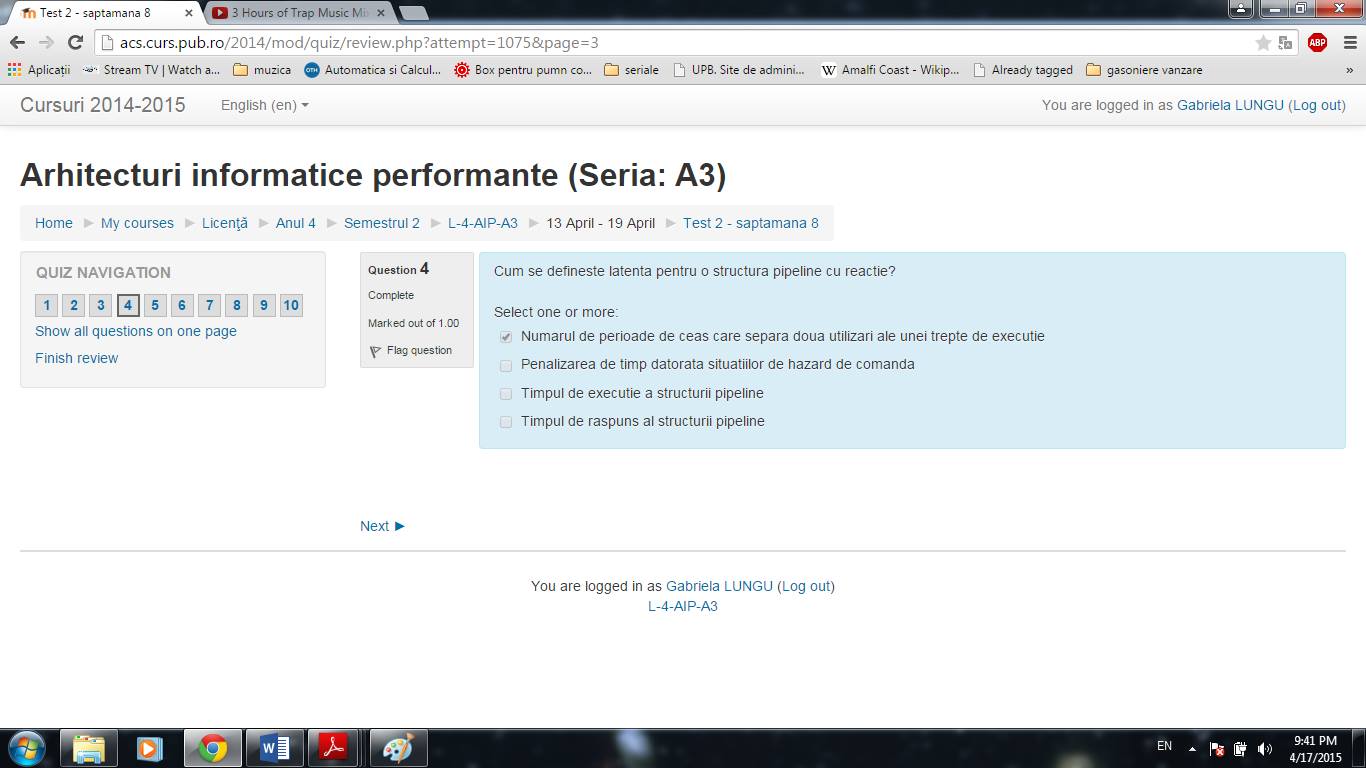 Test 2 - saptamana 8
3 Hours of Trap Music Mix
acs.curs.pub.ro/2014/mod/quiz/review.php?attempt=1075&page=3
ABP
Aplicații Stream TV | Watch a... muzica Automatica si Calcul... Box pentru pumn co... seriale UPB. Site de admini... W Amalfi Coast - Wikip... Already tagged gasoniere vanzare »
Cursuri 2014-2015 English (en) You are logged in as Gabriela LUNGU (Log out)
Arhitecturi informatice performante (Seria: A3)
Home ► My courses ► Licenţă ► Anul 4 ► Semestrul 2 ► L-4-AIP-A3 ► 13 April - 19 April ► Test 2 - saptamana 8
QUIZ NAVIGATION
1 2 3 4 5 6 7 8 9 10
Show all questions on one page
Finish review
Question 4
Complete
Marked out of 1.00
Flag question
Cum se defineste latenta pentru o structura pipeline cu reactie?
Select one or more:
Numarul de perioade de ceas care separa doua utilizari ale unei trepte de executie
Penalizarea de timp datorata situatiilor de hazard de comanda
Timpul de executie a structurii pipeline
Timpul de raspuns al structurii pipeline
Next ►
You are logged in as Gabriela LUNGU (Log out)
L-4-AIP-A3
EN
9:41 PM
4/17/2015